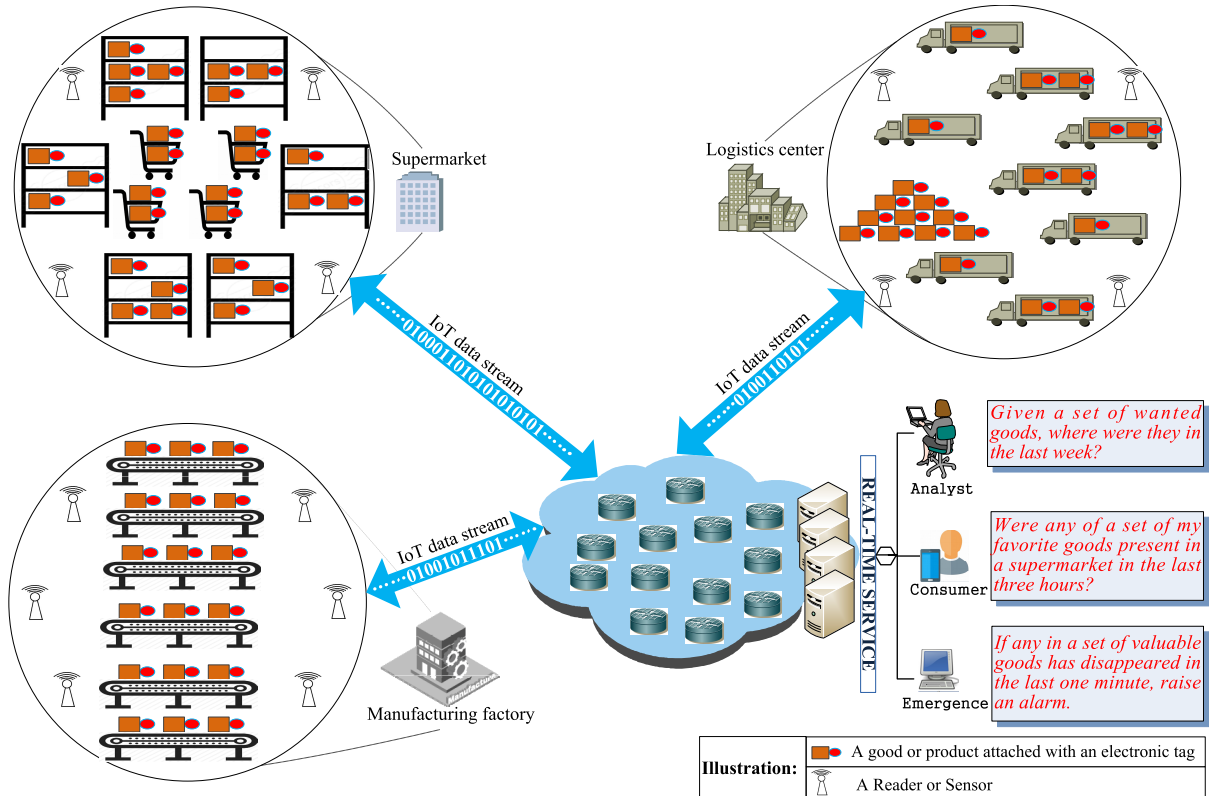 Supermarket
Logistics center
IoT data stream
······01000110101010101·····
IoT data stream
······0100110101·····
IoT data stream
·····01001011101·····
Manufacturing factory
Manufacture
REAL-TIME SERVICE
Analyst
Given a set of wanted
goods, where were they in
the last week?
Consumer
Were any of a set of my
favorite goods present in
a supermarket in the last
three hours?
Emergence
If any in a set of valuable
goods has disappeared in
the last one minute, raise
an alarm.
Illustration:
A good or product attached with an electronic tag
A Reader or Sensor